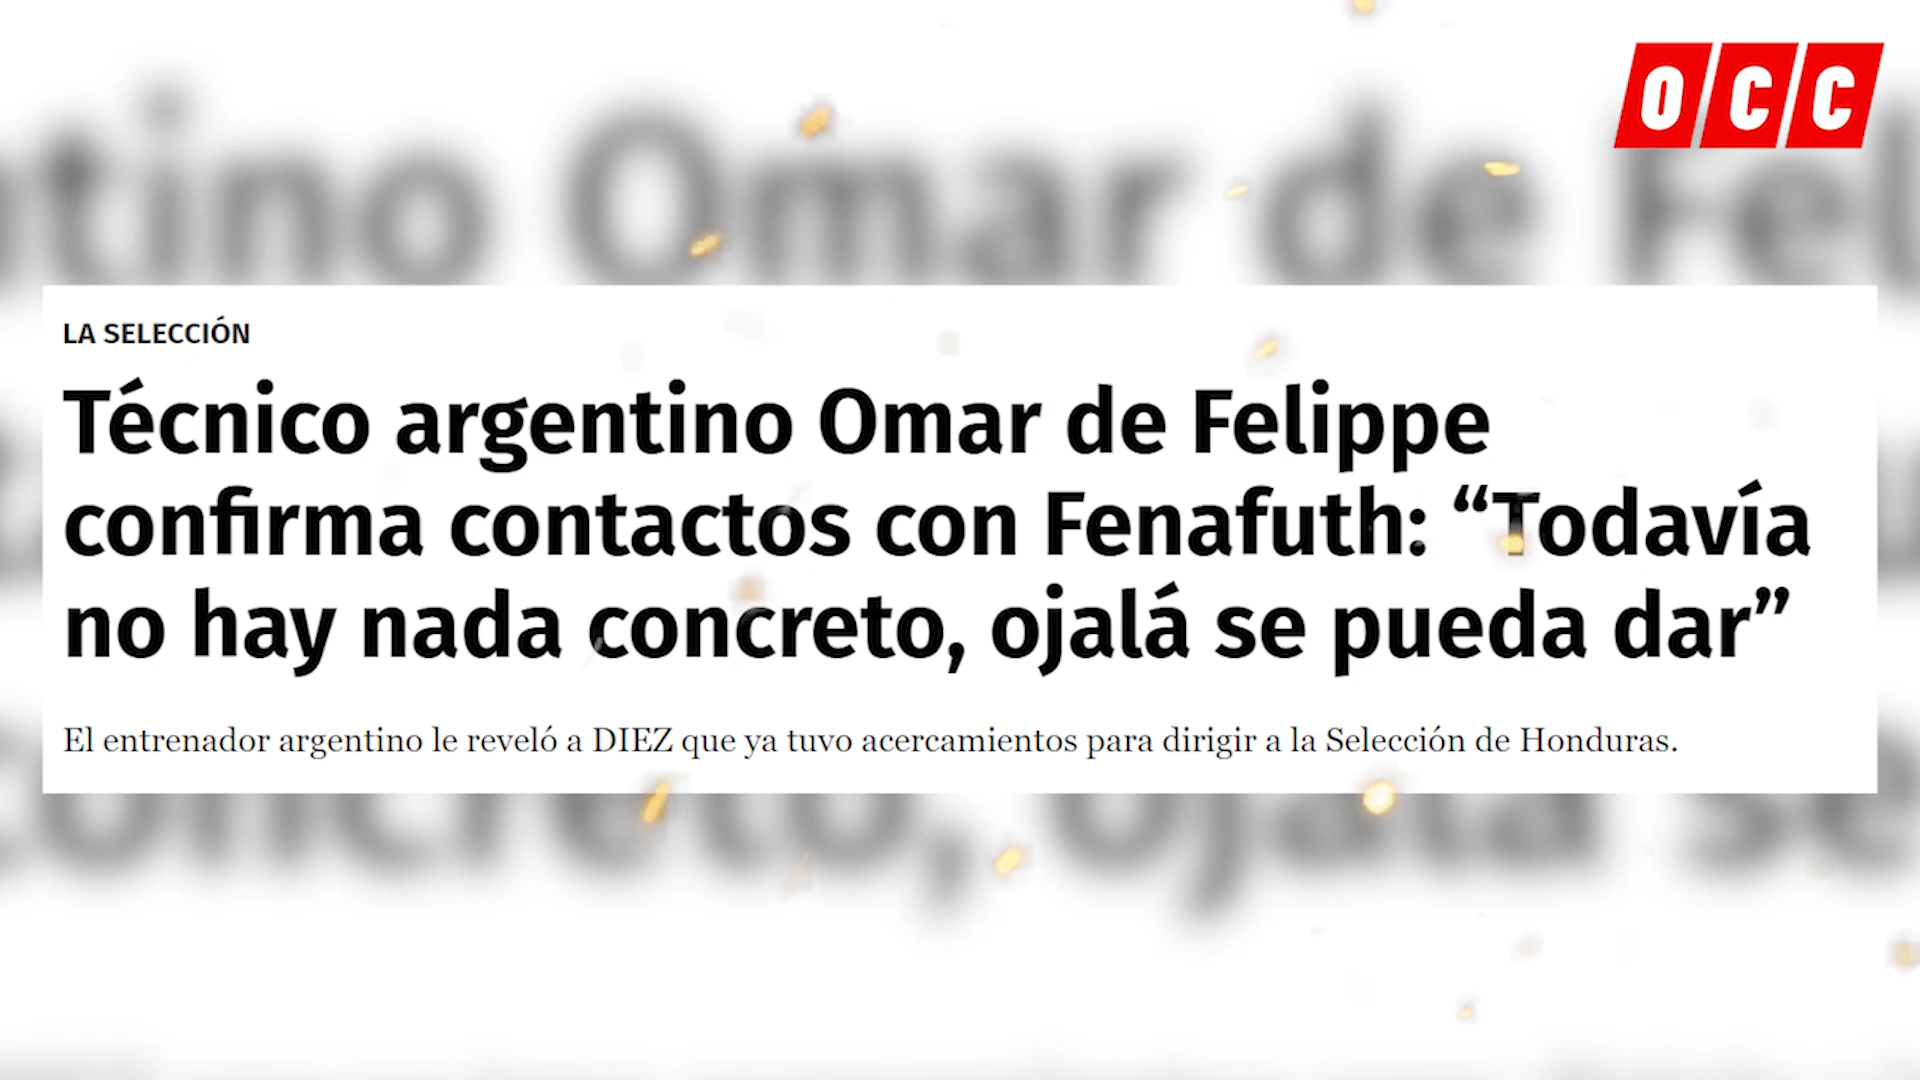 OCC
LA SELECCIÓN
Técnico argentino Omar de Felippe
confirma contactos con Fenafuth: “Todavía
no hay nada concreto, ojalá se pueda dar”
El entrenador argentino le reveló a DIEZ que ya tuvo acercamientos para dirigir a la Selección de Honduras.